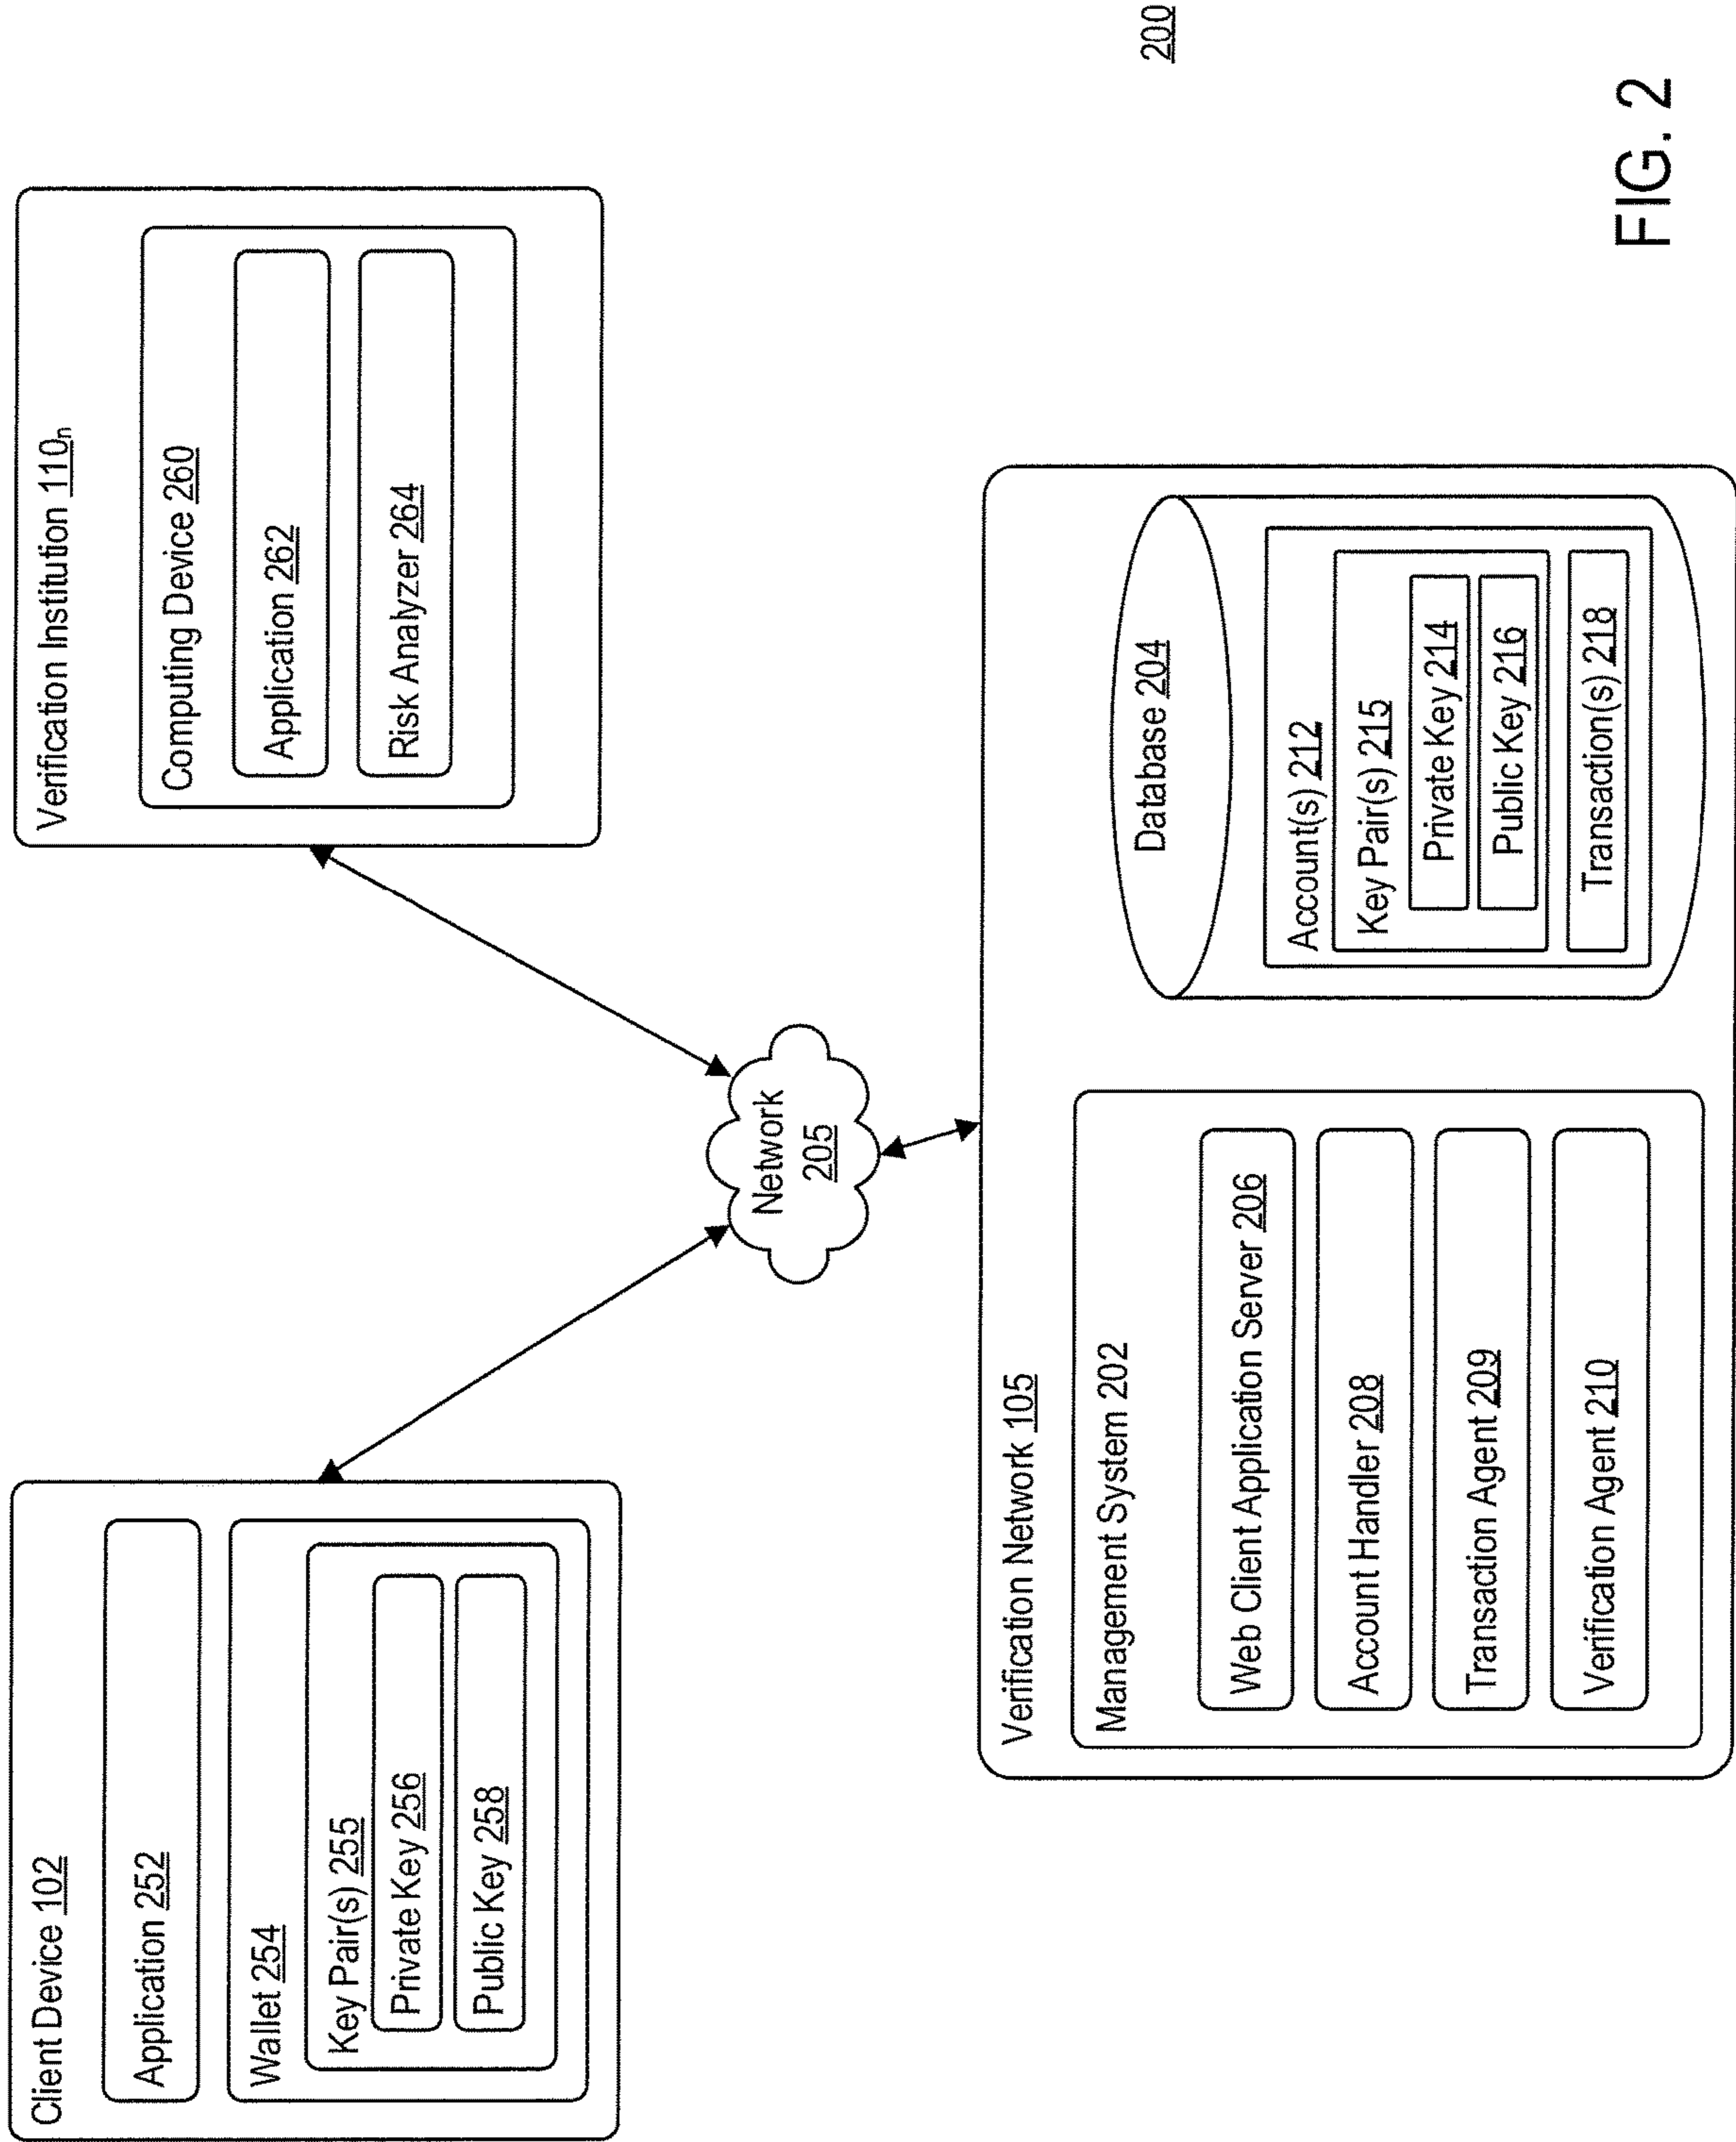 Client Device 102
Application 252
Wallet 254
Key Pair(s) 255
Private Key 256
Public Key 258
Verification Institution 110n
Computing Device 260
Application 262
Risk Analyzer 264
Network
205
Verification Network 105
Management System 202
Web Client Application Server 206
Account Handler 208
Transaction Agent 209
Verification Agent 210
Database 204
Account(s) 212
Key Pair(s) 215
Private Key 214
Public Key 216
Transaction(s) 218
200
FIG. 2